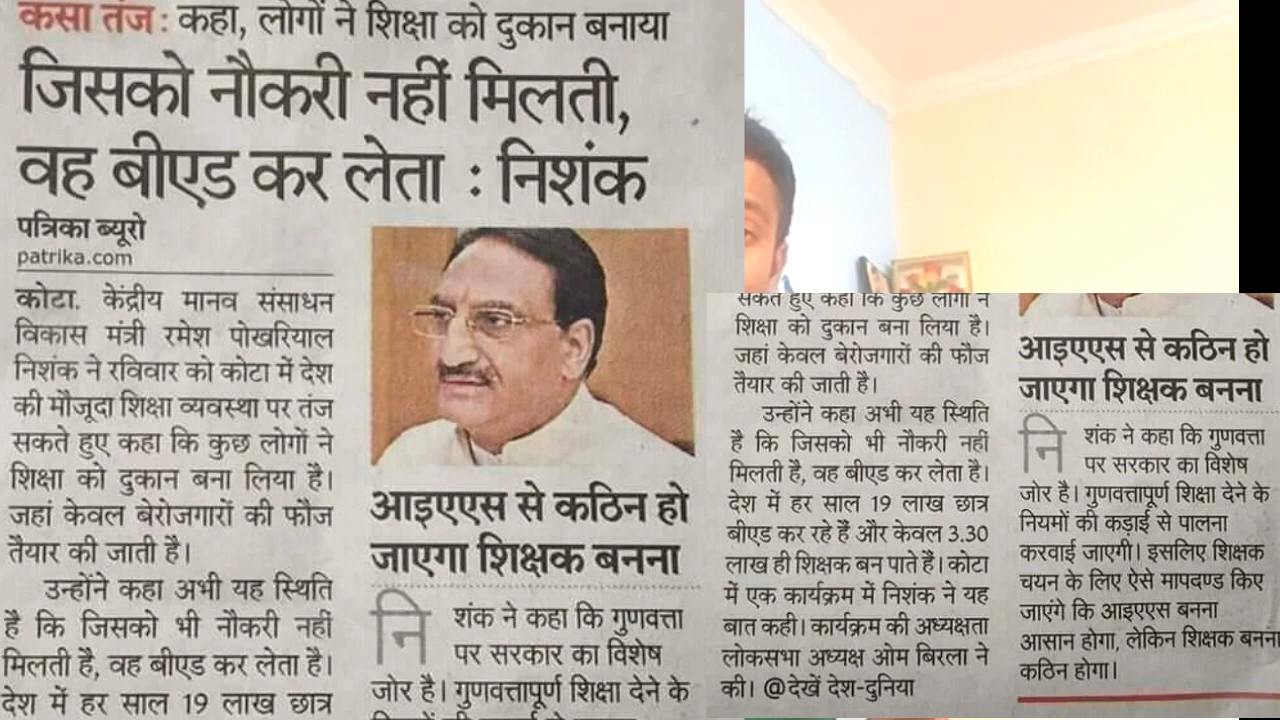 कसा तंज : कहा, लोगों ने शिक्षा को दुकान बनाया
जिसको नौकरी नहीं मिलती,
वह बीएड कर लेता : निशंक
पत्रिका ब्यूरो
patrika.com
कोटा. केंद्रीय मानव संसाधन
विकास मंत्री रमेश पोखरियाल
निशंक ने रविवार को कोटा में देश
की मौजूदा शिक्षा व्यवस्था पर तंज
सकते हुए कहा कि कुछ लोगों ने
शिक्षा को दुकान बना लिया है।
जहां केवल बेरोजगारों की फौज
तैयार की जाती है।
उन्होंने कहा अभी यह स्थिति
है कि जिसको भी नौकरी नहीं
मिलती है, वह बीएड कर लेता है।
देश में हर साल 19 लाख छात्र
आइएएस से कठिन हो
जाएगा शिक्षक बनना
निशंक ने कहा कि गुणवत्ता
पर सरकार का विशेष
जोर है। गुणवत्तापूर्ण शिक्षा देने के
सकते हुए कहा कि कुछ लोगों ने
शिक्षा को दुकान बना लिया है।
जहां केवल बेरोजगारों की फौज
तैयार की जाती है।
उन्होंने कहा अभी यह स्थिति
है कि जिसको भी नौकरी नहीं
मिलती है, वह बीएड कर लेता है।
देश में हर साल 19 लाख छात्र
बीएड कर रहे हैं और केवल 3.30
लाख ही शिक्षक बन पाते हैं। कोटा
में एक कार्यक्रम में निशंक ने यह
बात कही। कार्यक्रम की अध्यक्षता
लोकसभा अध्यक्ष ओम बिरला ने
की। @देखें देश-दुनिया
आइएएस से कठिन हो
जाएगा शिक्षक बनना
निशंक ने कहा कि गुणवत्ता
पर सरकार का विशेष
जोर है। गुणवत्तापूर्ण शिक्षा देने के
नियमों की कड़ाई से पालना
करवाई जाएगी। इसलिए शिक्षक
चयन के लिए ऐसे मापदण्ड किए
जाएंगे कि आइएएस बनना
आसान होगा, लेकिन शिक्षक बनना
कठिन होगा।